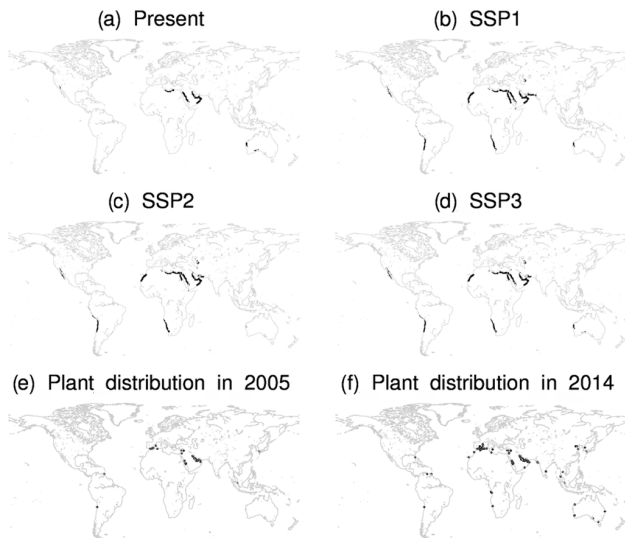 (a) Present
(b) SSP1
(c) SSP2
(d) SSP3
(e) Plant distribution in 2005
(f) Plant distribution in 2014